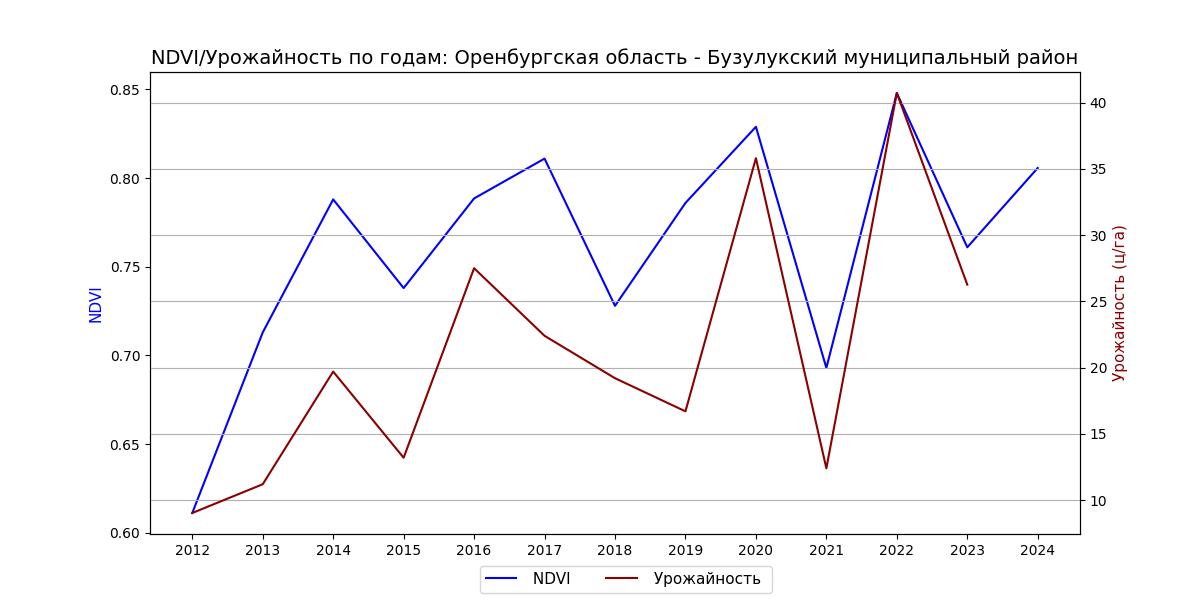 NDVI/Урожайность по годам: Оренбургская область - Бузулукский муниципальный район
0.85
0.80
0.75
0.70
0.65
0.60
NDVI
40
35
30
25
20
15
10
Урожайность (ц/га)
2012 2013 2014 2015 2016 2017 2018 2019 2020 2021 2022 2023 2024
NDVI Урожайность